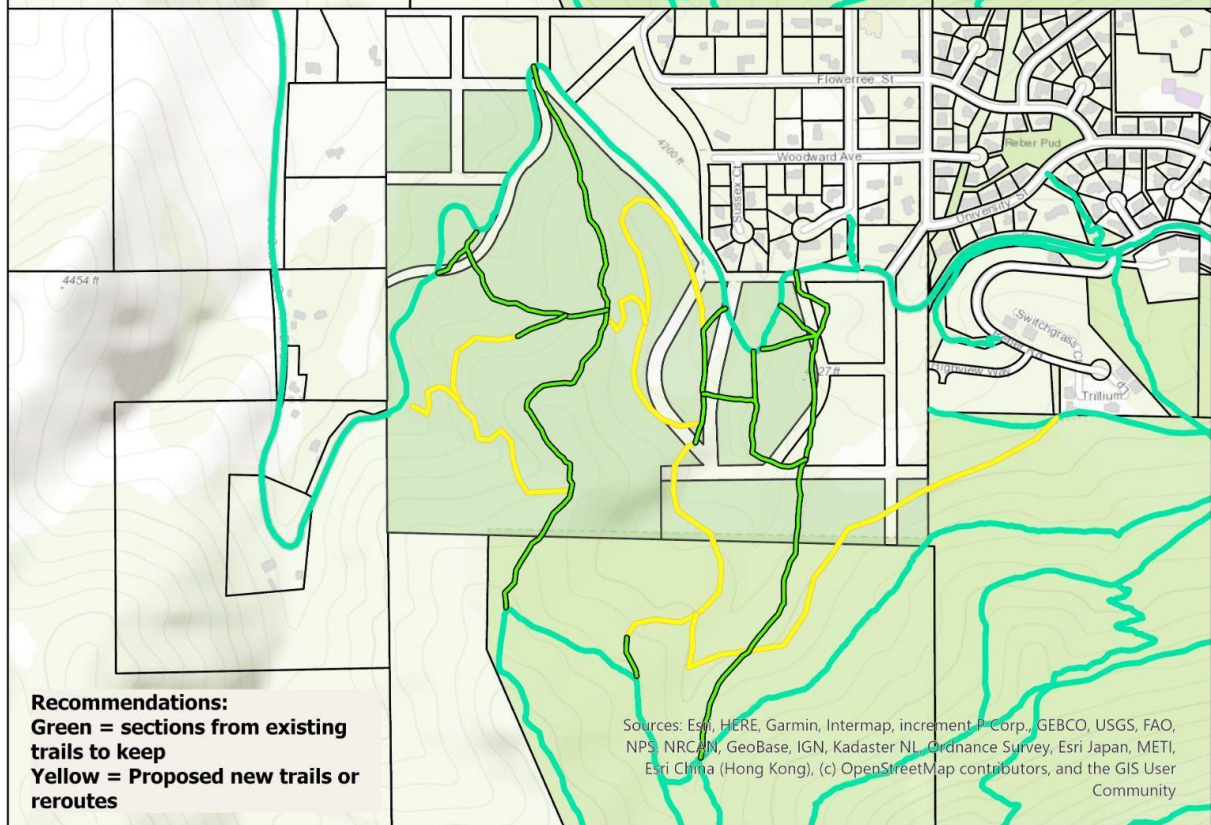 Flowerree St
4200 ft
Reber Pud
Woodward Ave
Sussex Ct
University St
4454 ft
Switchgrass Ct
Highview Way
Trillium
Recommendations:
Green = sections from existing
trails to keep
Yellow = Proposed new trails or
reroutes
Sources: Esri, HERE, Garmin, Intermap, increment P Corp., GEBCO, USGS, FAO,
NPS, NRCAN, GeoBase, IGN, Kadaster NL, Ordnance Survey, Esri Japan, METI,
Esri China (Hong Kong), (c) OpenStreetMap contributors, and the GIS User
Community